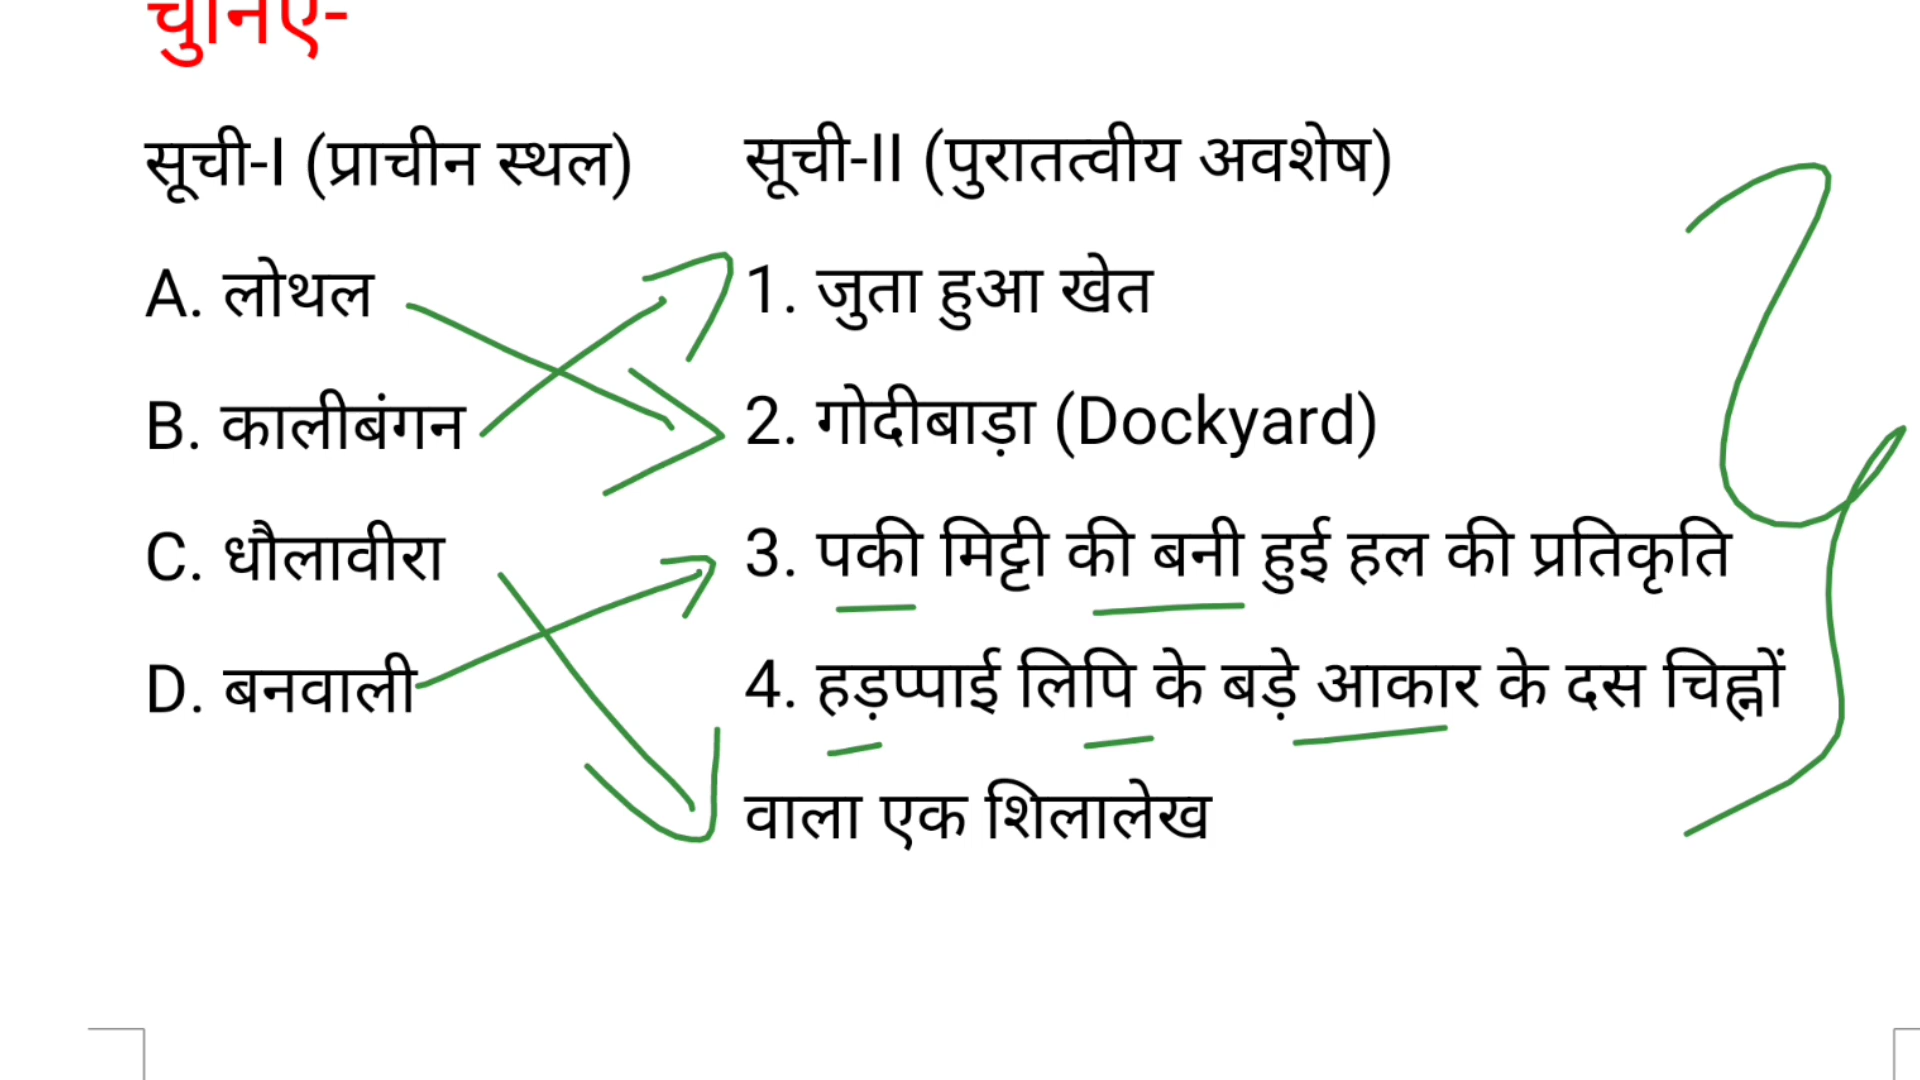 चुनिए-
सूची-I (प्राचीन स्थल) सूची-II (पुरातत्वीय अवशेष)
A. लोथल 1. जुता हुआ खेत
B. कालीबंगन 2. गोदीबाड़ा (Dockyard)
C. धौलावीरा 3. पकी मिट्टी की बनी हुई हल की प्रतिकृति
D. बनवाली 4. हड़प्पाई लिपि के बड़े आकार के दस चिह्नों
वाला एक शिलालेख